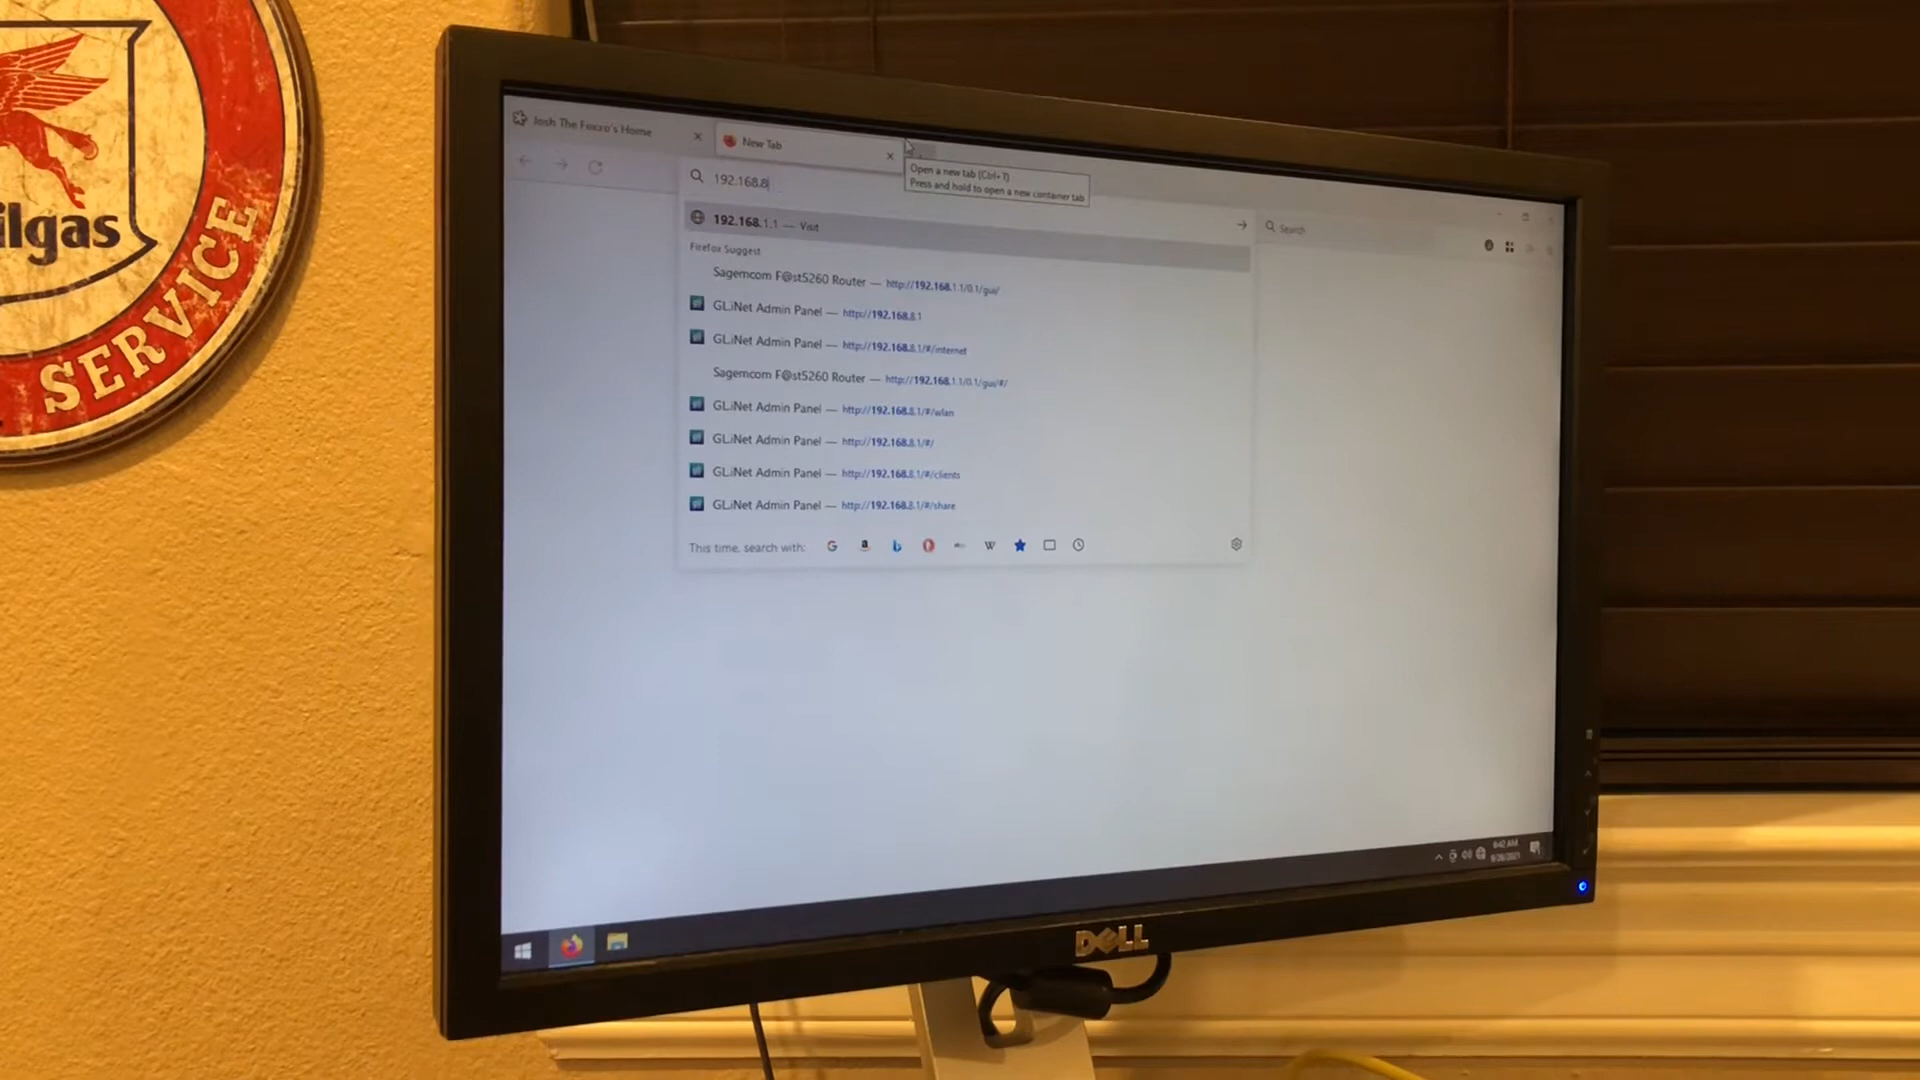 ilgas
SERVICE
Josh The Foxzo's Home
New Tab
192.168.8
Open a new tab (Ctrl+T)
Press and hold to open a new container tab
192.168.1.1 — Visit
Search
Firefox Suggest
Sagemcom F@st5260 Router — http://192.168.1.1/0.1/gui/
GL.iNet Admin Panel — http://192.168.8.1
GL.iNet Admin Panel — http://192.168.8.1/#/internet
Sagemcom F@st5260 Router — http://192.168.1.1/0.1/gui/#/
GL.iNet Admin Panel — http://192.168.8.1/#/wlan
GL.iNet Admin Panel — http://192.168.8.1/#/
GL.iNet Admin Panel — http://192.168.8.1/#/clients
GL.iNet Admin Panel — http://192.168.8.1/#/share
This time, search with:
6:42 AM
DELL